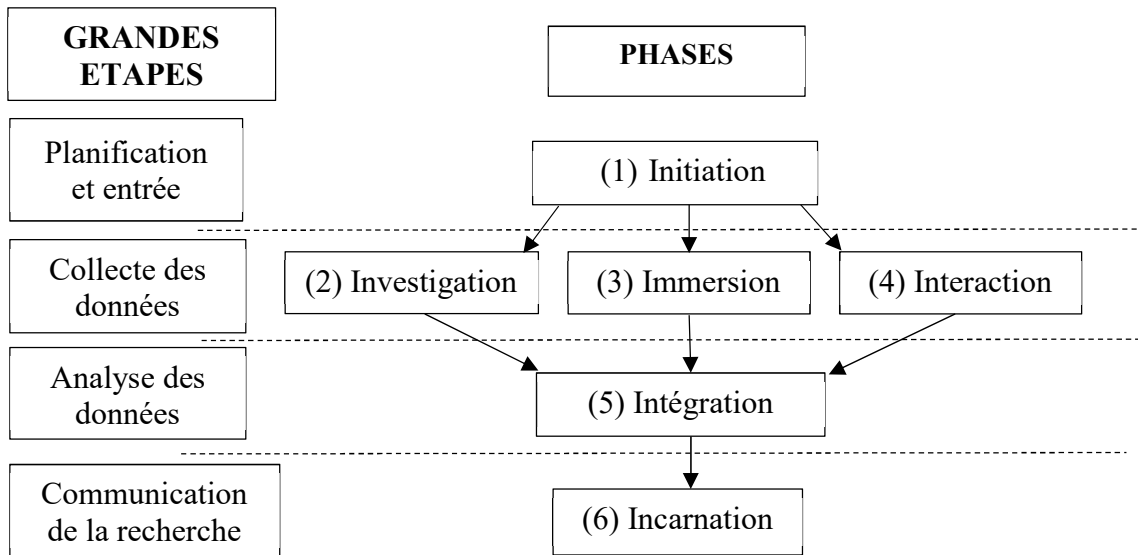 GRANDES
ETAPES
PHASES
Planification
et entrée
(1) Initiation
Collecte des
données
(2) Investigation
(3) Immersion
(4) Interaction
Analyse des
données
(5) Intégration
Communication
de la recherche
(6) Incarnation